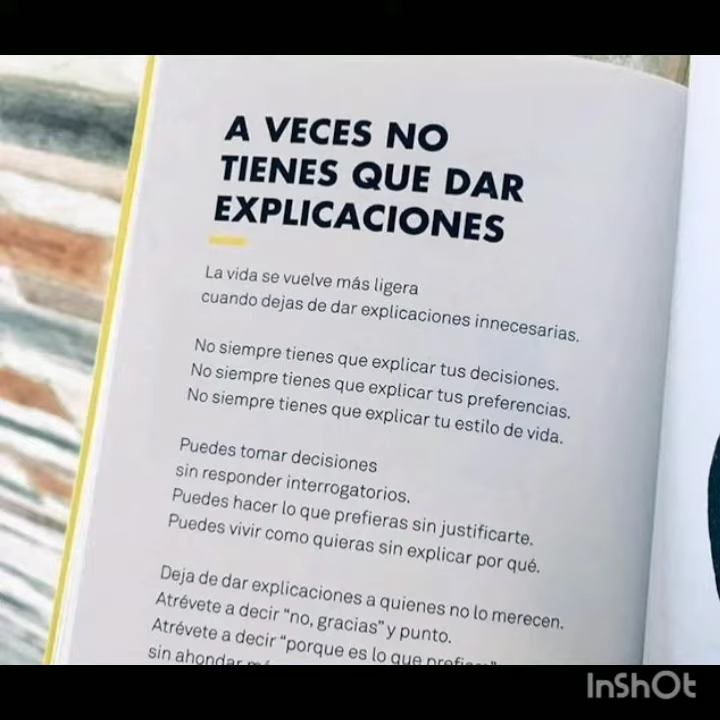 A VECES NO
TIENES QUE DAR
EXPLICACIONES
La vida se vuelve más ligera
cuando dejas de dar explicaciones innecesarias.
No siempre tienes que explicar tus decisiones.
No siempre tienes que explicar tus preferencias.
No siempre tienes que explicar tu estilo de vida.
Puedes tomar decisiones
sin responder interrogatorios.
Puedes hacer lo que prefieras sin justificarte.
Puedes vivir como quieras sin explicar por qué.
Deja de dar explicaciones a quienes no lo merecen.
Atrévete a decir “no, gracias” y punto.
Atrévete a decir “porque es lo que
sin ahondar
InShOt